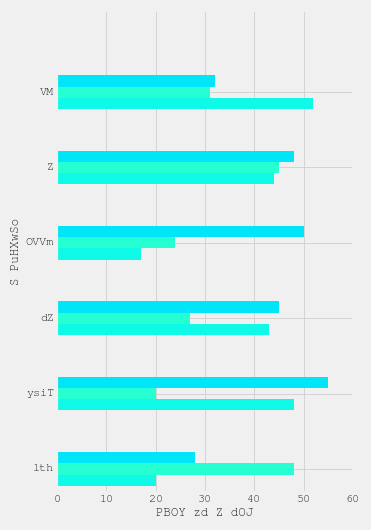 VM
Z
OVVm
dZ
ysiT
lth
S PuHXwSo
0 10 20 30 40 50 60
PBOY zd Z dOJ